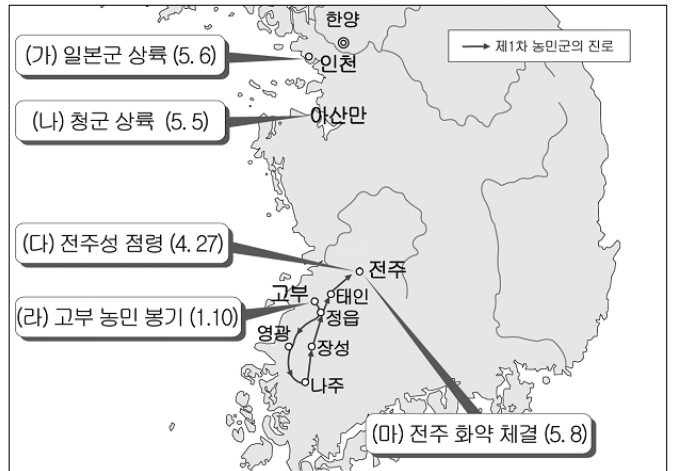 한양
제1차 농민군의 진로
(가) 일본군 상륙 (5. 6)
인천
(나) 청군 상륙 (5. 5)
아산만
(다) 전주성 점령 (4. 27)
전주
고부
태인
(라) 고부 농민 봉기 (1.10)
정읍
영광
장성
나주
(마) 전주 화약 체결 (5. 8)